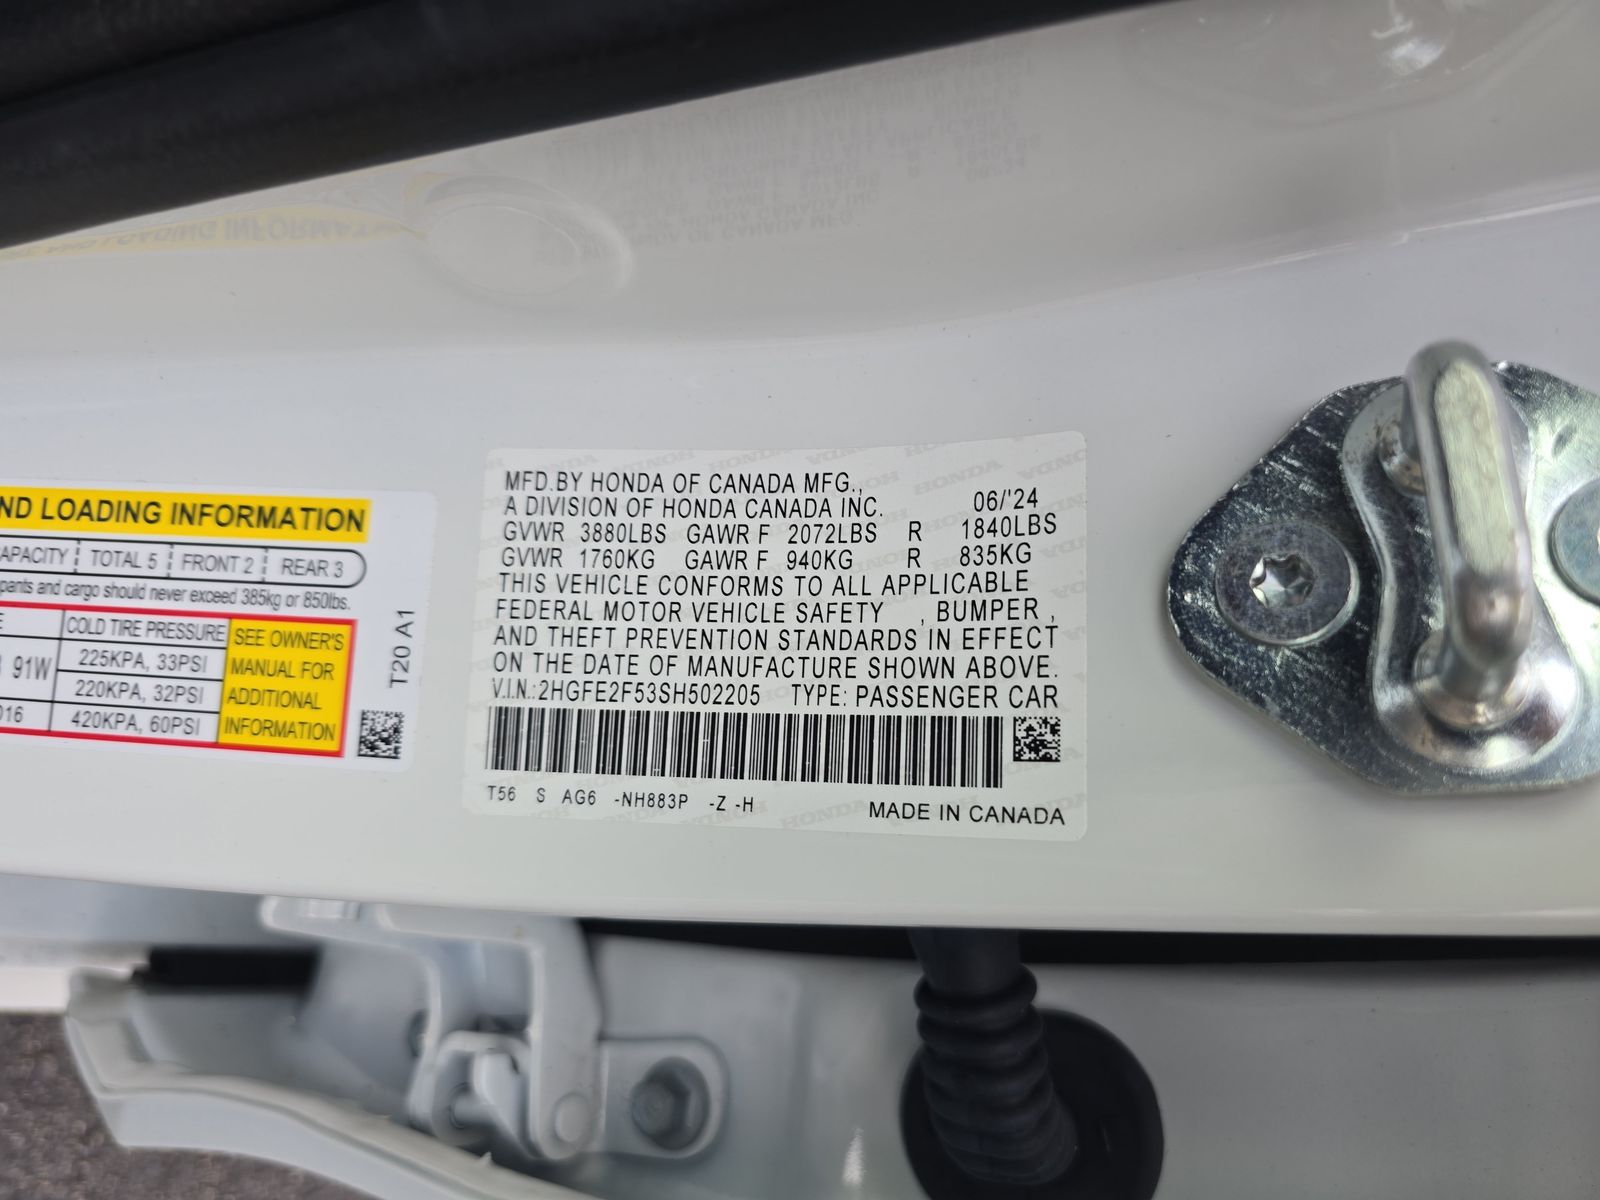 ND LOADING INFORMATION
CAPACITY TOTAL 5 FRONT 2 REAR 3
pants and cargo should never exceed 385kg or 850lbs.
E COLD TIRE PRESSURE SEE OWNER'S
91W 225KPA, 33PSI MANUAL FOR
220KPA, 32PSI ADDITIONAL
016 420KPA, 60PSI INFORMATION
T20 A1
MFD.BY HONDA OF CANADA MFG.,
A DIVISION OF HONDA CANADA INC. 06/'24
GVWR 3880LBS GAWR F 2072LBS R 1840LBS
GVWR 1760KG GAWR F 940KG R 835KG
THIS VEHICLE CONFORMS TO ALL APPLICABLE
FEDERAL MOTOR VEHICLE SAFETY , BUMPER ,
AND THEFT PREVENTION STANDARDS IN EFFECT
ON THE DATE OF MANUFACTURE SHOWN ABOVE.
V.I.N.:2HGFE2F53SH502205 TYPE: PASSENGER CAR
T56 S AG6 -NH883P -Z -H
MADE IN CANADA